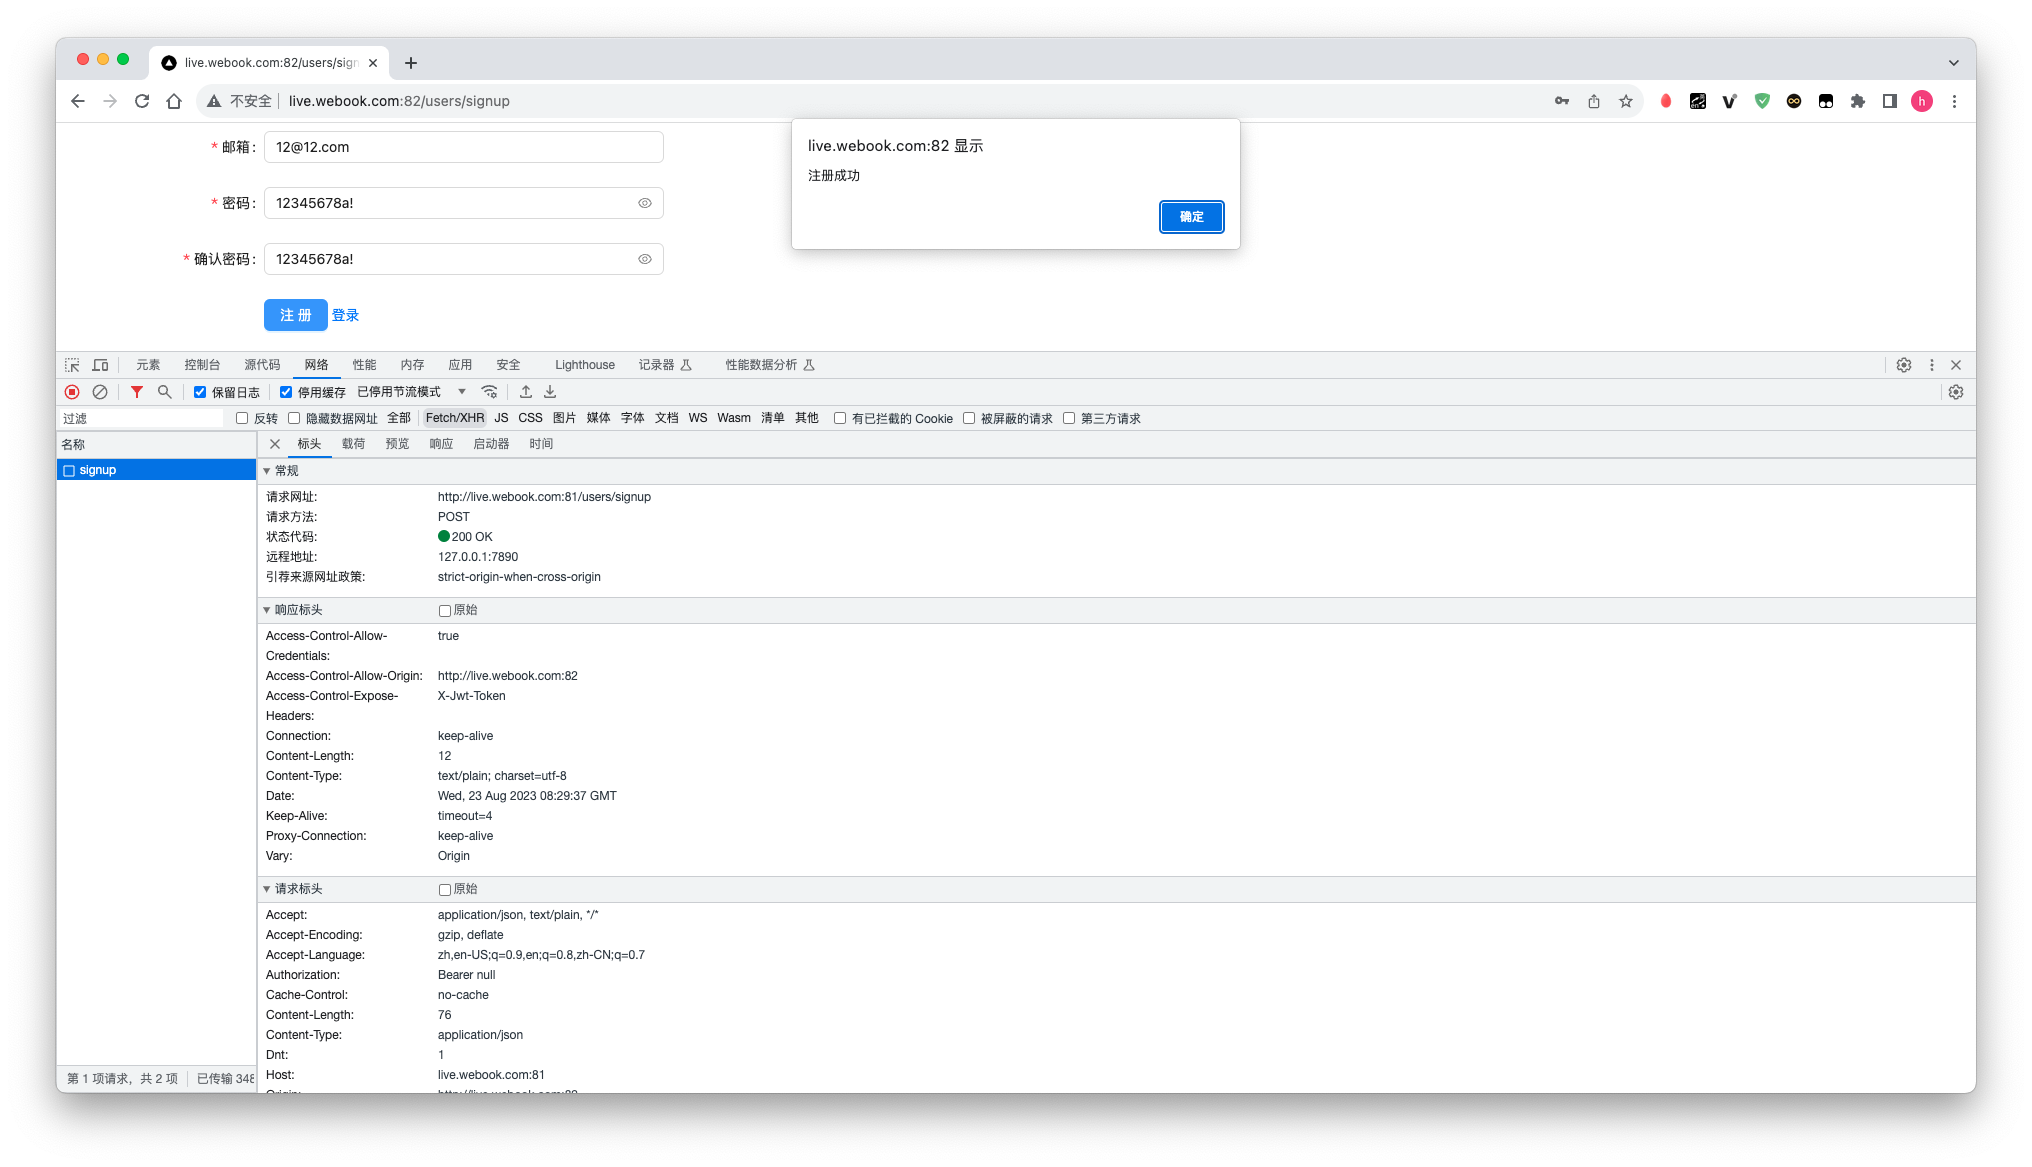 live.webook.com:82/users/sign
不安全 live.webook.com:82/users/signup
h
* 邮箱: 12@12.com
* 密码: 12345678a!
* 确认密码: 12345678a!
注 册 登录
live.webook.com:82 显示
注册成功
确定
元素 控制台 源代码 网络 性能 内存 应用 安全 Lighthouse 记录器 性能数据分析
保留日志 停用缓存 已停用节流模式
过滤 反转 隐藏数据网址 全部 Fetch/XHR JS CSS 图片 媒体 字体 文档 WS Wasm 清单 其他 有已拦截的 Cookie 被屏蔽的请求 第三方请求
名称
signup
标头 载荷 预览 响应 启动器 时间
常规
请求网址: http://live.webook.com:81/users/signup
请求方法: POST
状态代码: 200 OK
远程地址: 127.0.0.1:7890
引荐来源网址政策: strict-origin-when-cross-origin
响应标头 原始
Access-Control-Allow- true
Credentials:
Access-Control-Allow-Origin: http://live.webook.com:82
Access-Control-Expose- X-Jwt-Token
Headers:
Connection: keep-alive
Content-Length: 12
Content-Type: text/plain; charset=utf-8
Date: Wed, 23 Aug 2023 08:29:37 GMT
Keep-Alive: timeout=4
Proxy-Connection: keep-alive
Vary: Origin
请求标头 原始
Accept: application/json, text/plain, */*
Accept-Encoding: gzip, deflate
Accept-Language: zh,en-US;q=0.9,en;q=0.8,zh-CN;q=0.7
Authorization: Bearer null
Cache-Control: no-cache
Content-Length: 76
Content-Type: application/json
Dnt: 1
Host: live.webook.com:81
第 1 项请求，共 2 项 已传输 348